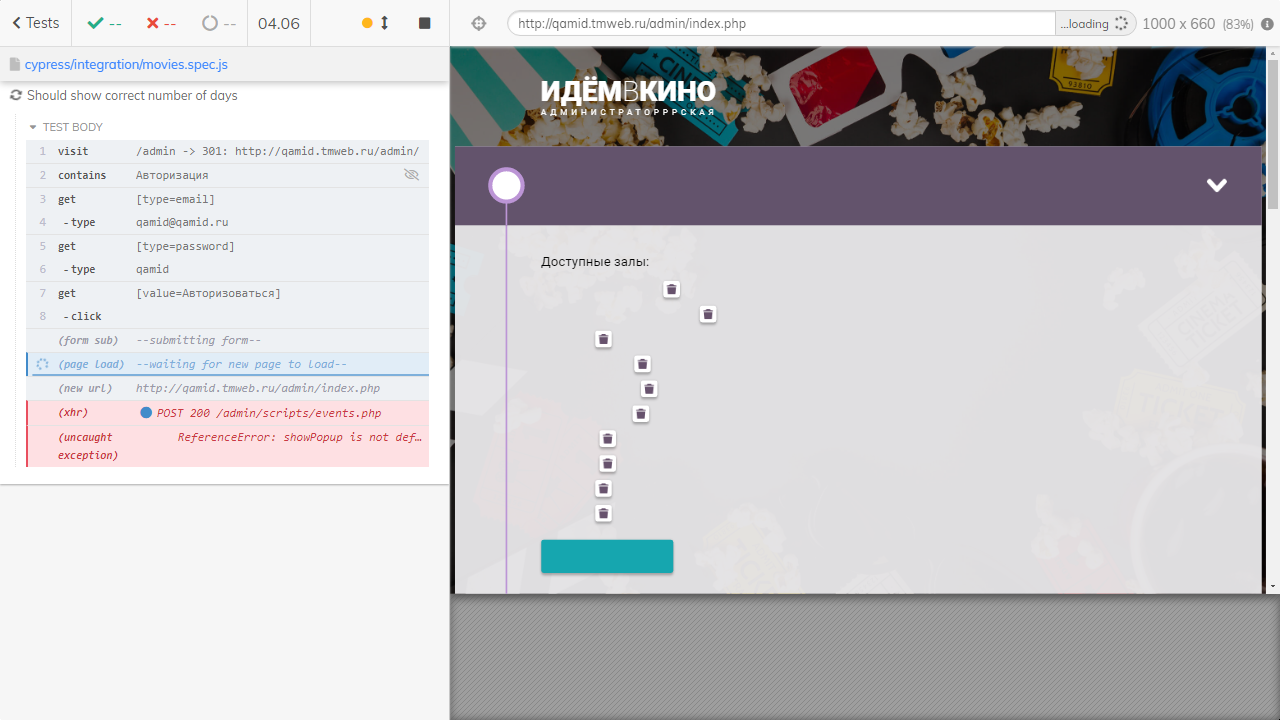 Tests
--
--
--
04.06
http://qamid.tmweb.ru/admin/index.php
...loading
1000 x 660 (83%)
cypress/integration/movies.spec.js
Should show correct number of days
TEST BODY
1 visit /admin -> 301: http://qamid.tmweb.ru/admin/
2 contains Авторизация
3 get [type=email]
4 -type qamid@qamid.ru
5 get [type=password]
6 -type qamid
7 get [value=Авторизоваться]
8 -click
(form sub) --submitting form--
(page load) --waiting for new page to load--
(new url) http://qamid.tmweb.ru/admin/index.php
(xhr) POST 200 /admin/scripts/events.php
(uncaught exception) ReferenceError: showPopup is not def...
ИДЁМВКИНО
АДМИНИСТРАТОРРРСКАЯ
Доступные залы: